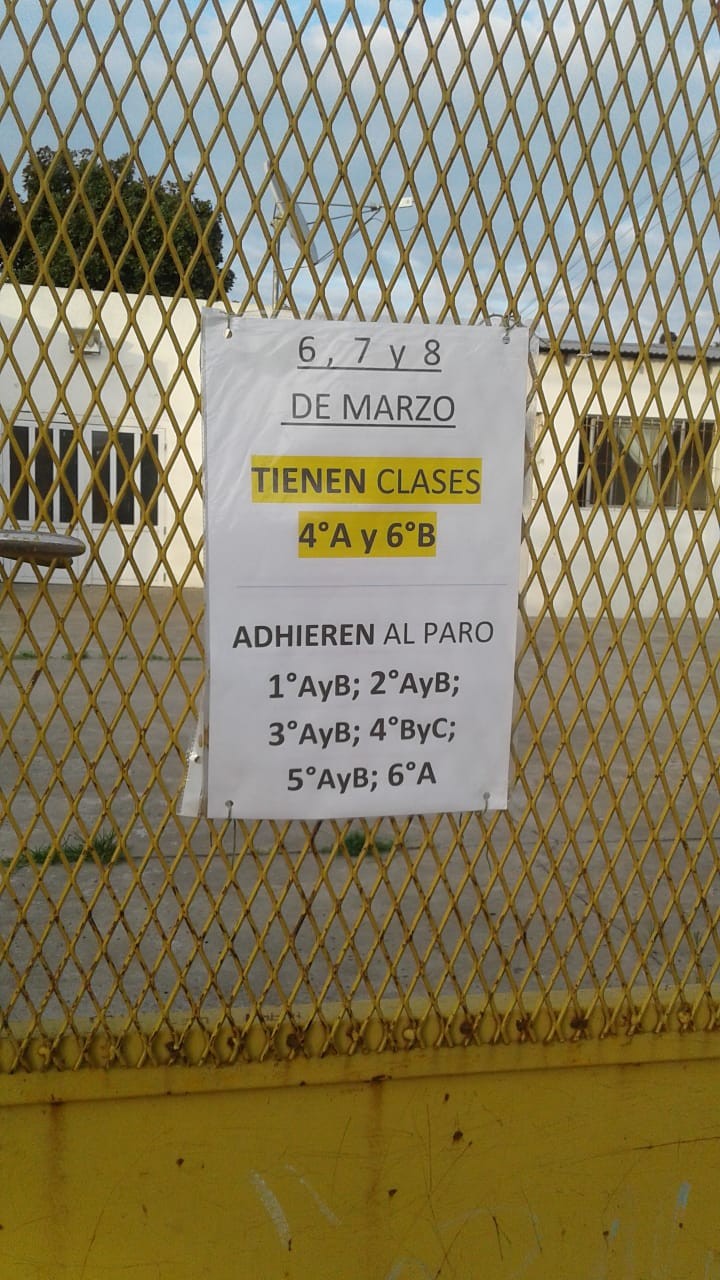 6, 7 y 8
DE MARZO
TIENEN CLASES
4°A y 6°B
ADHIEREN AL PARO
1°AyB; 2°AyB;
3°AyB; 4°ByC;
5°AyB; 6°A